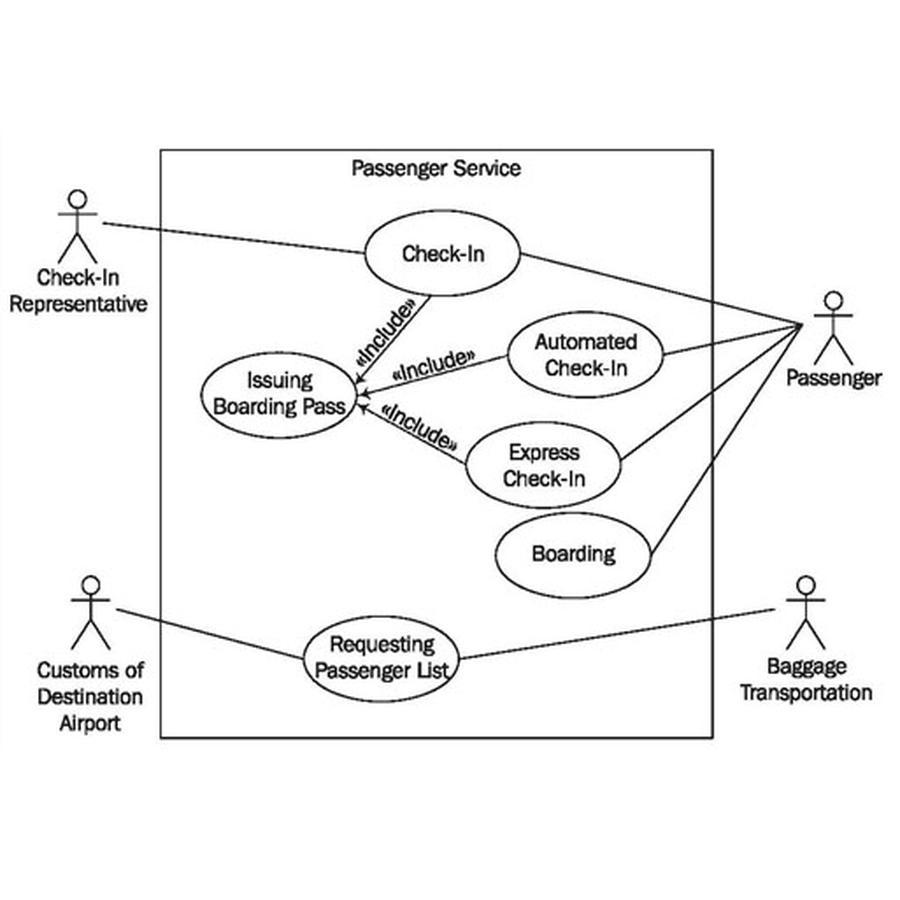 Passenger Service
Check-In
Representative
Check-In
«Include»
Automated
Check-In
Passenger
«Include»
Issuing
Boarding Pass
«Include»
Express
Check-In
Boarding
Customs of
Destination
Airport
Requesting
Passenger List
Baggage
Transportation